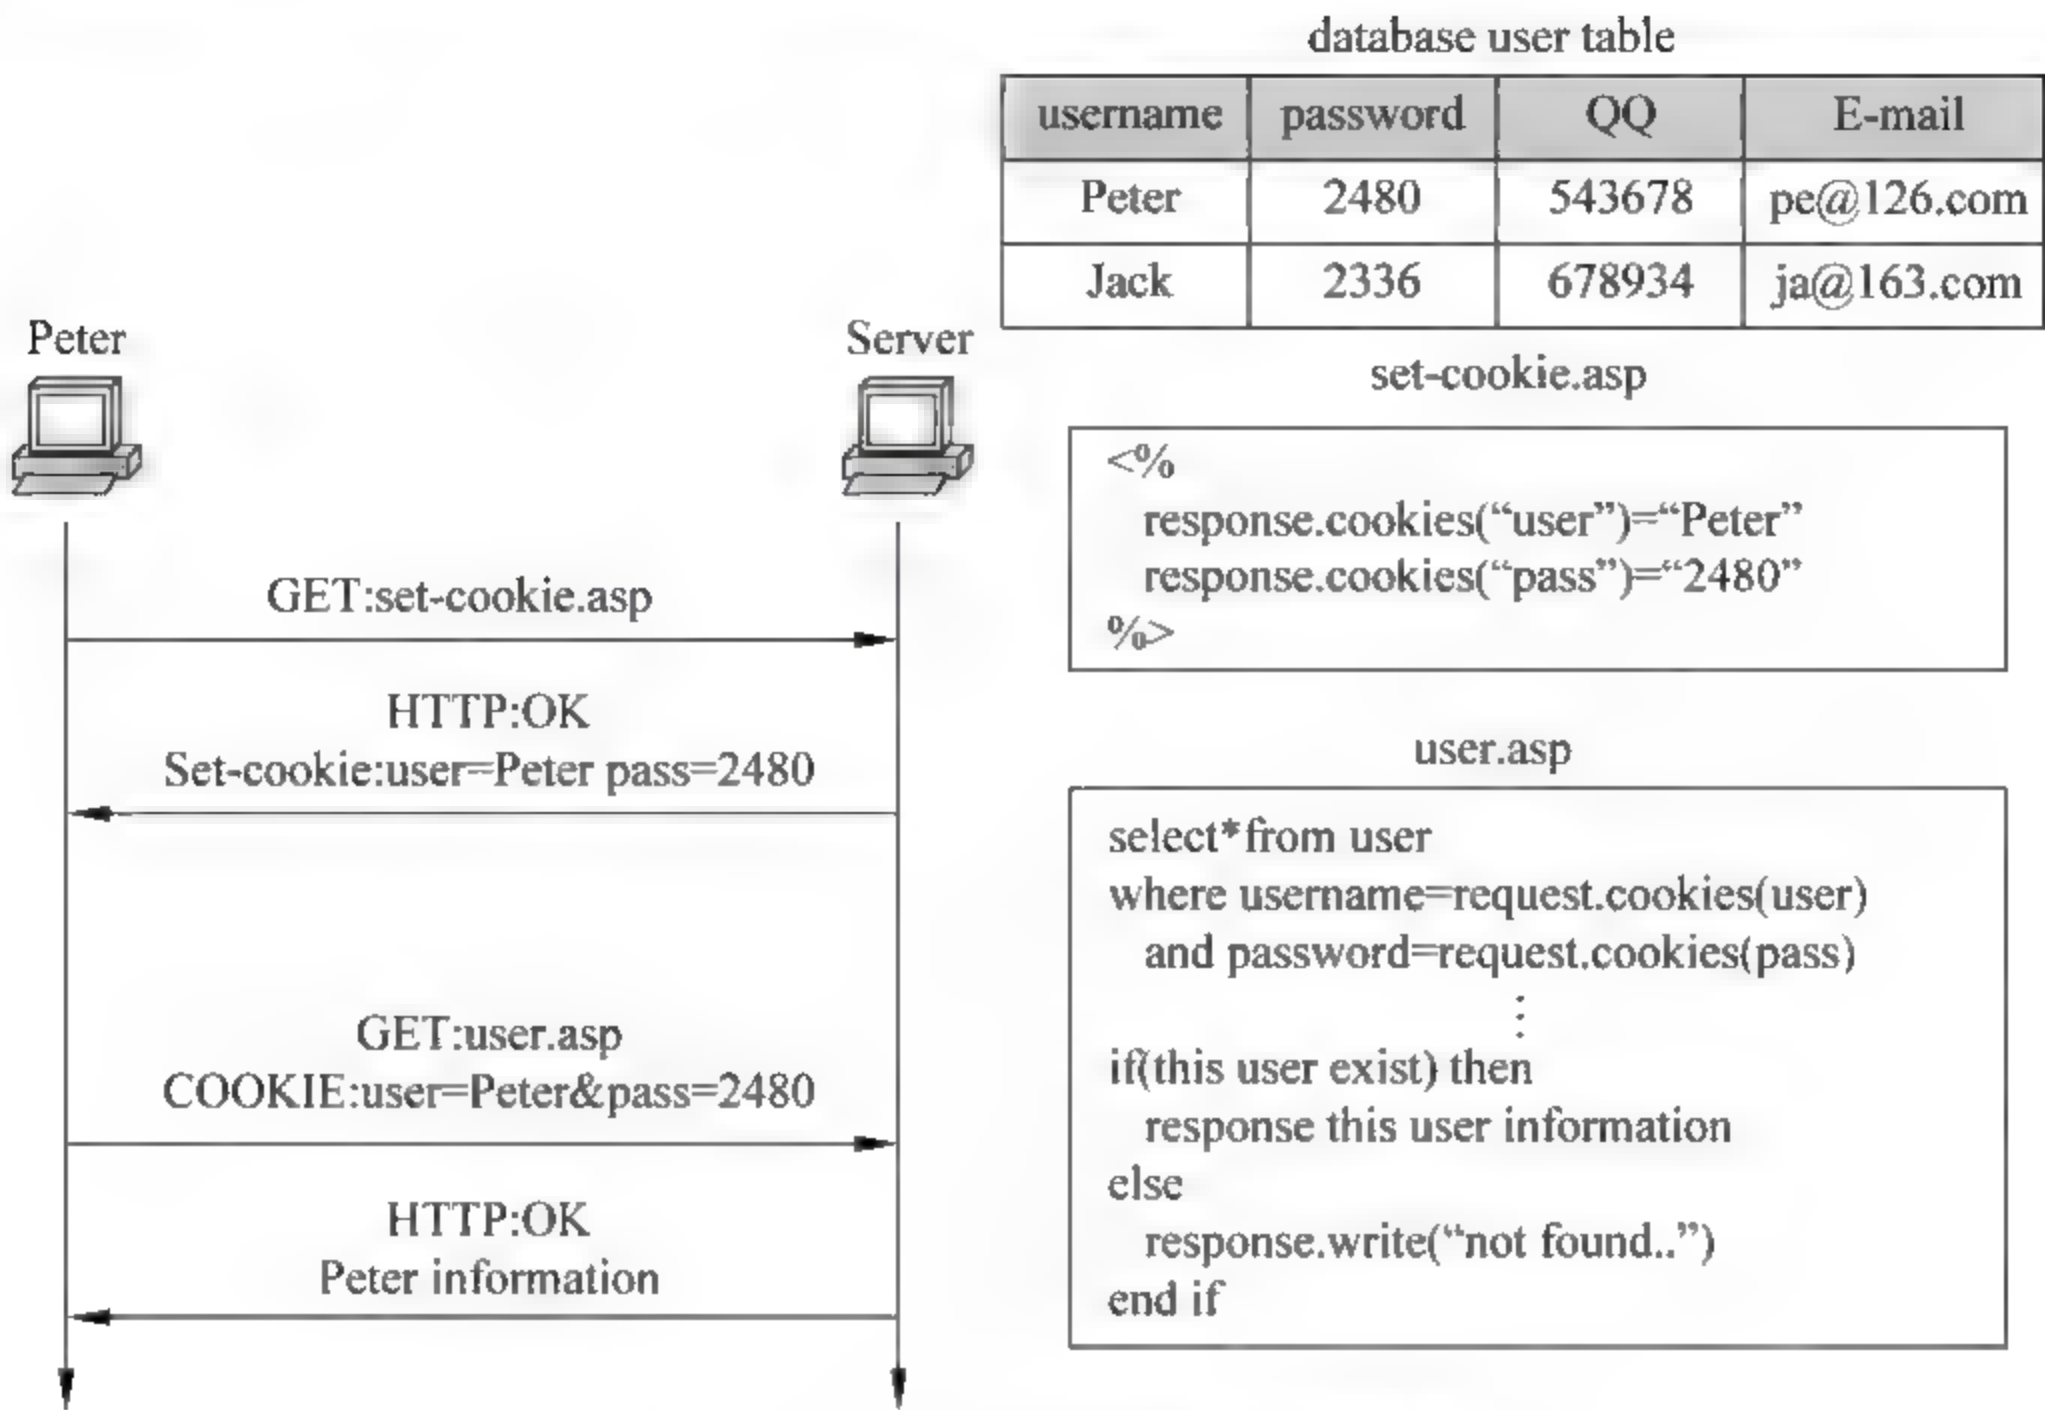 database user table
username password QQ E-mail
Peter 2480 543678 pe@126.com
Jack 2336 678934 ja@163.com
Peter
Server
GET:set-cookie.asp
HTTP:OK
Set-cookie:user=Peter pass=2480
GET:user.asp
COOKIE:user=Peter&pass=2480
HTTP:OK
Peter information
set-cookie.asp
<%
response.cookies(“user”)=“Peter”
response.cookies(“pass”)=“2480”
%>
user.asp
select*from user
where username=request.cookies(user)
and password=request.cookies(pass)
⋮
if(this user exist) then
response this user information
else
response.write(“not found..”)
end if